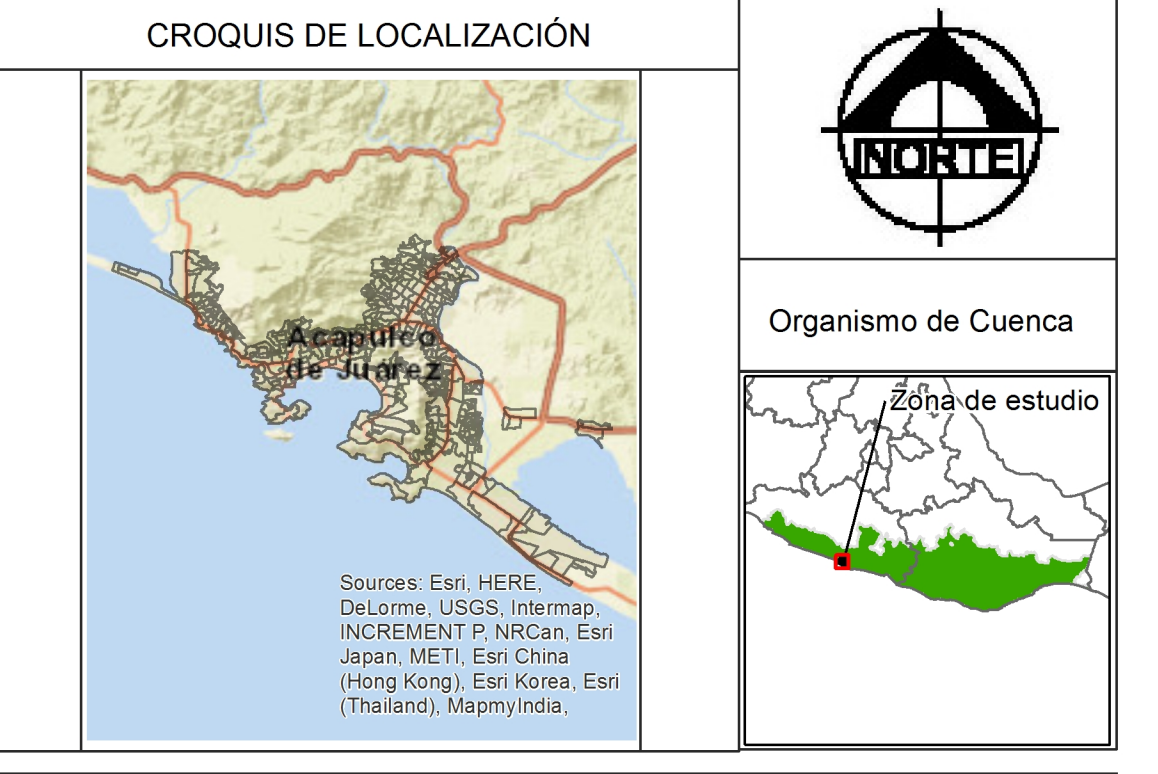 CROQUIS DE LOCALIZACIÓN
NORTE
Acapulco
de Juárez
Sources: Esri, HERE,
DeLorme, USGS, Intermap,
INCREMENT P, NRCan, Esri
Japan, METI, Esri China
(Hong Kong), Esri Korea, Esri
(Thailand), MapmyIndia,
Organismo de Cuenca
Zona de estudio